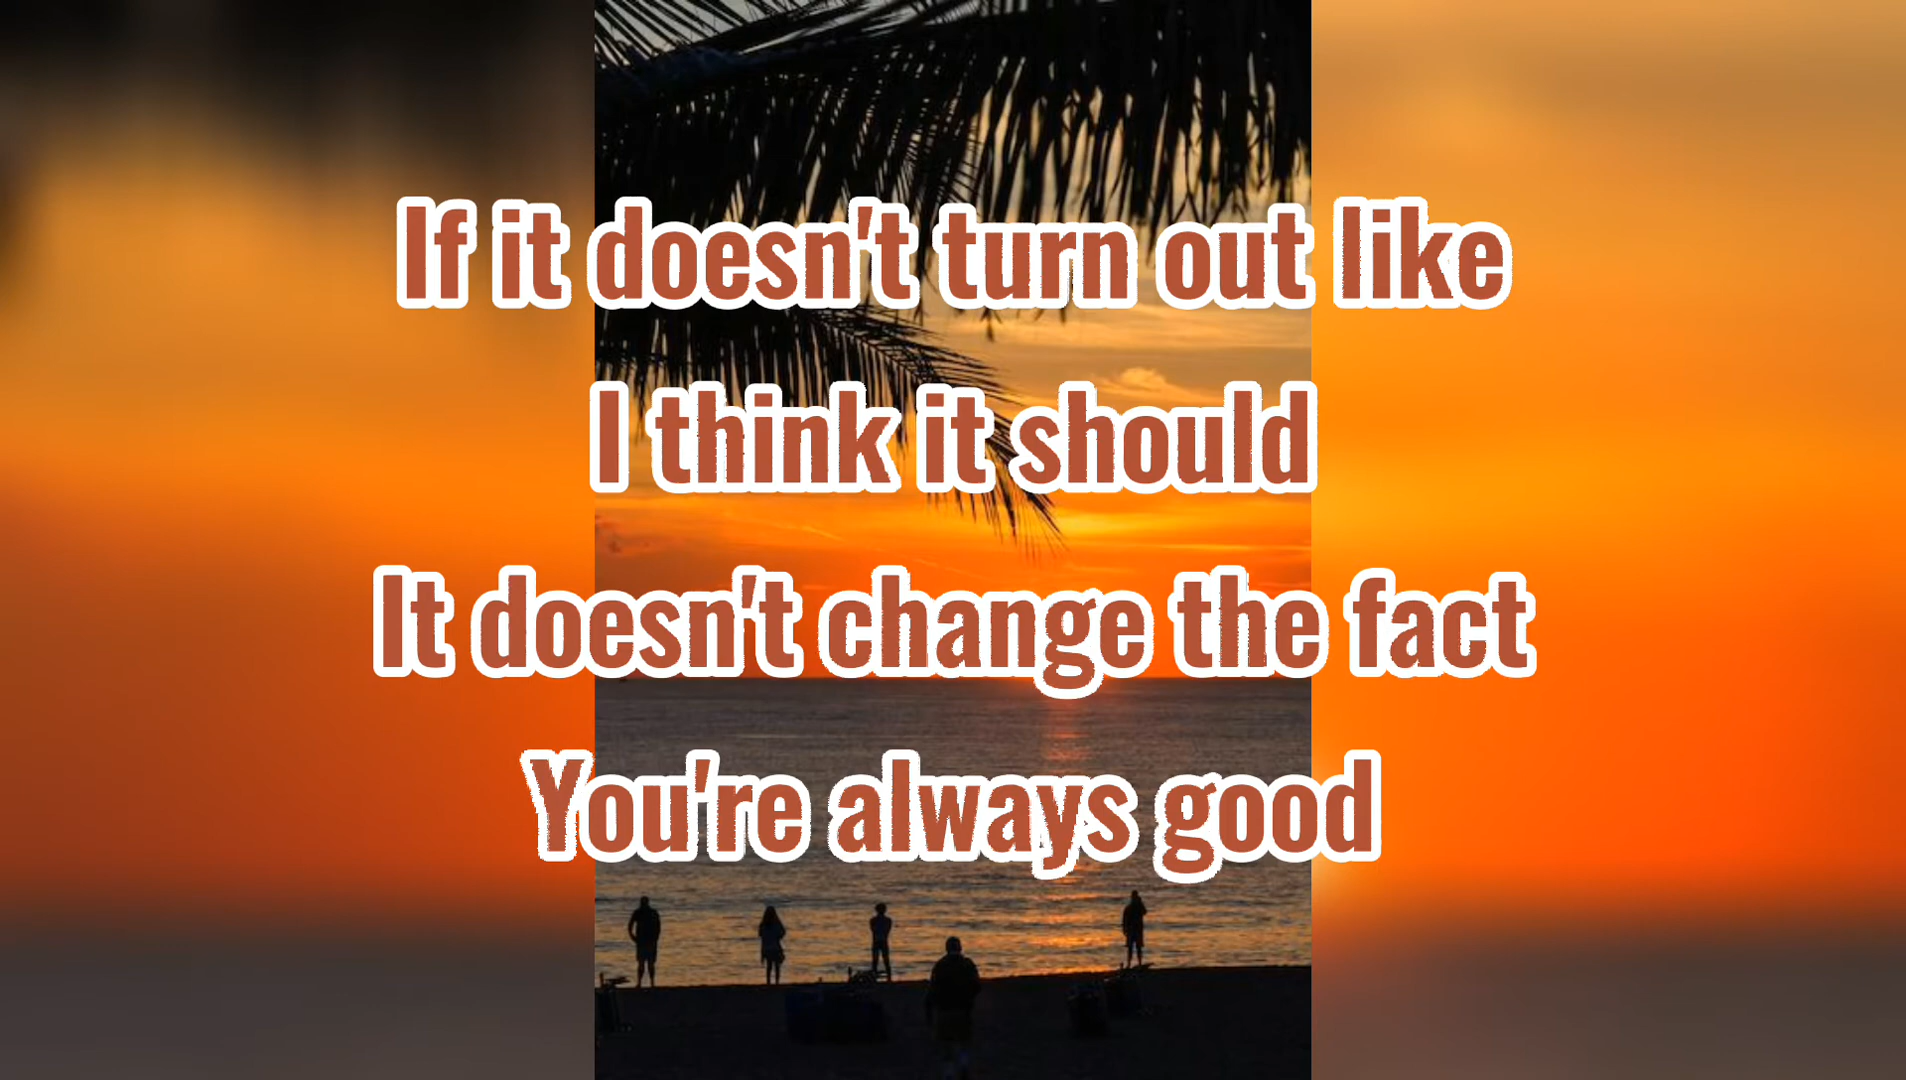 If it doesn't turn out like
I think it should
It doesn't change the fact
You're always good